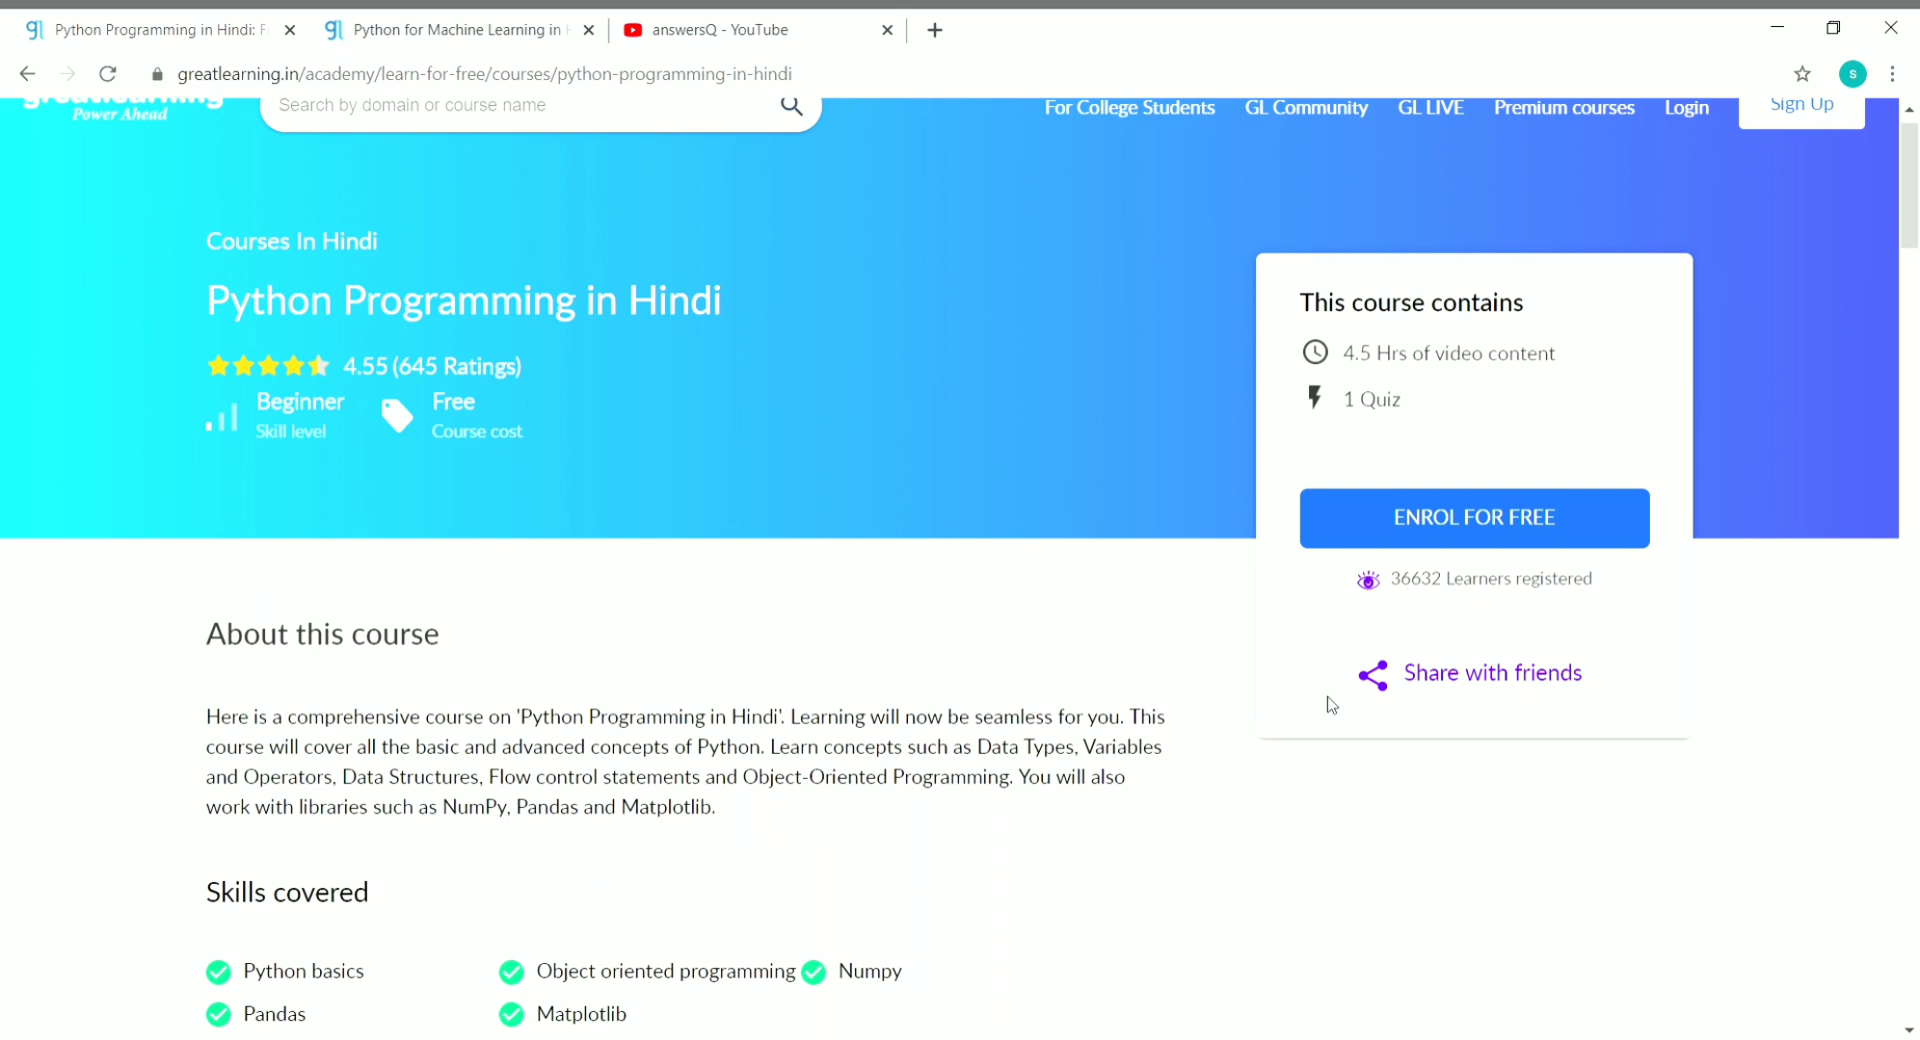 Python Programming in Hindi: F
Python for Machine Learning in H
answersQ - YouTube
greatlearning.in/academy/learn-for-free/courses/python-programming-in-hindi
S
greatlearning
Power Ahead
Search by domain or course name
For College Students
GL Community
GL LIVE
Premium courses
Login
Sign Up
Courses In Hindi
Python Programming in Hindi
4.55 (645 Ratings)
Beginner
Skill level
Free
Course cost
This course contains
4.5 Hrs of video content
1 Quiz
ENROL FOR FREE
36632 Learners registered
Share with friends
About this course
Here is a comprehensive course on 'Python Programming in Hindi'. Learning will now be seamless for you. This
course will cover all the basic and advanced concepts of Python. Learn concepts such as Data Types, Variables
and Operators, Data Structures, Flow control statements and Object-Oriented Programming. You will also
work with libraries such as NumPy, Pandas and Matplotlib.
Skills covered
Python basics
Object oriented programming
Numpy
Pandas
Matplotlib